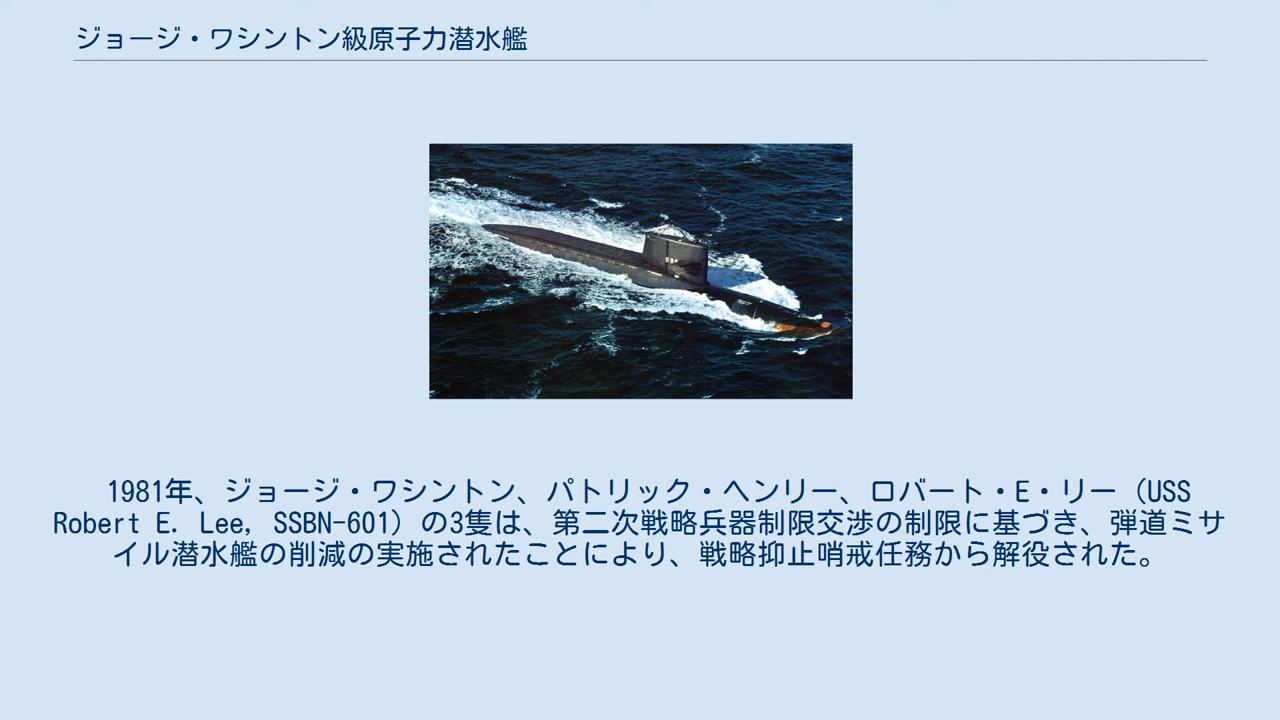 ジョージ・ワシントン級原子力潜水艦
1981年、ジョージ・ワシントン、パトリック・ヘンリー、ロバート・E・リー（USS
Robert E. Lee, SSBN-601）の3隻は、第二次戦略兵器制限交渉の制限に基づき、弾道ミサ
イル潜水艦の削減の実施されたことにより、戦略抑止哨戒任務から解役された。